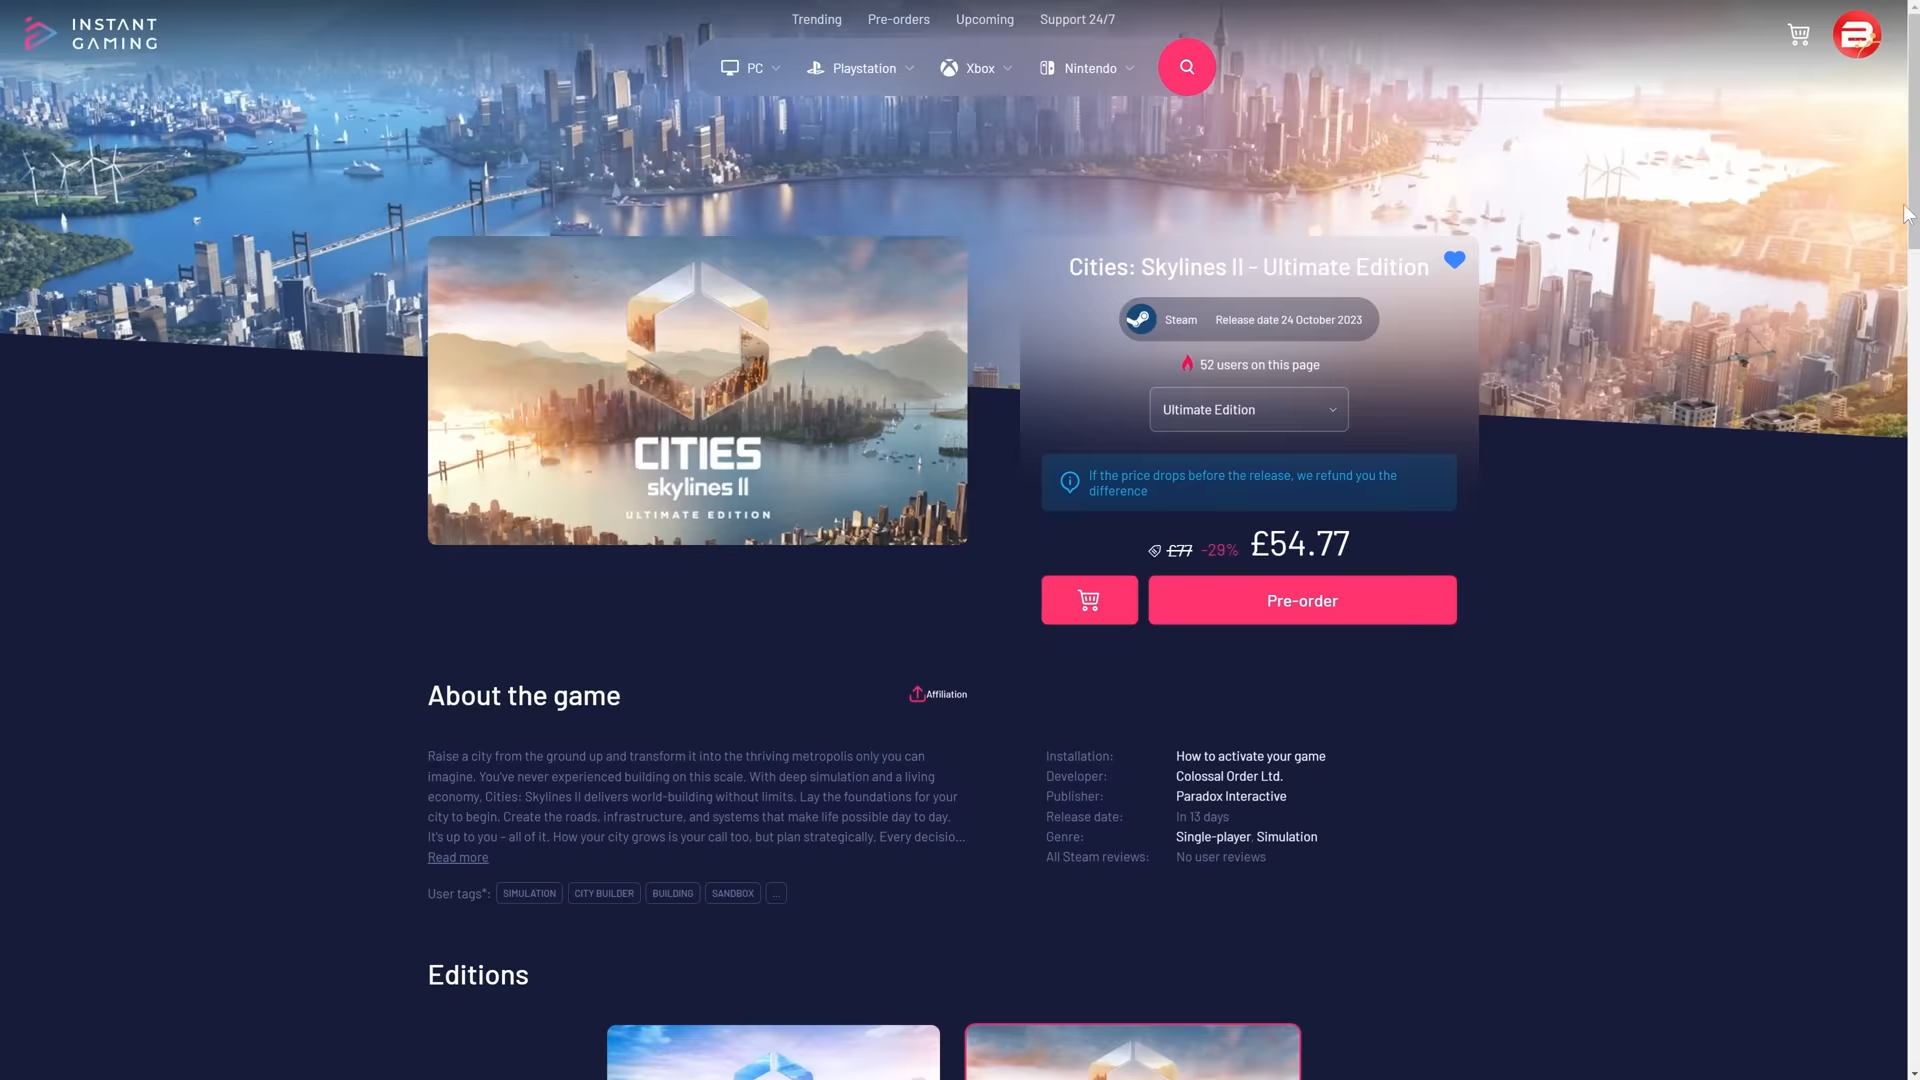 INSTANT
GAMING
Trending
Pre-orders
Upcoming
Support 24/7
PC
Playstation
Xbox
Nintendo
CITIES
skylines II
ULTIMATE EDITION
Cities: Skylines II - Ultimate Edition
Steam
Release date 24 October 2023
52 users on this page
Ultimate Edition
If the price drops before the release, we refund you the
difference
£77 -29% £54.77
Pre-order
About the game
Affiliation
Raise a city from the ground up and transform it into the thriving metropolis only you can
imagine. You've never experienced building on this scale. With deep simulation and a living
economy, Cities: Skylines II delivers world-building without limits. Lay the foundations for your
city to begin. Create the roads, infrastructure, and systems that make life possible day to day.
It's up to you – all of it. How your city grows is your call too, but plan strategically. Every decisio...
Read more
User tags*: SIMULATION CITY BUILDER BUILDING SANDBOX ...
Installation: How to activate your game
Developer: Colossal Order Ltd.
Publisher: Paradox Interactive
Release date: In 13 days
Genre: Single-player, Simulation
All Steam reviews: No user reviews
Editions